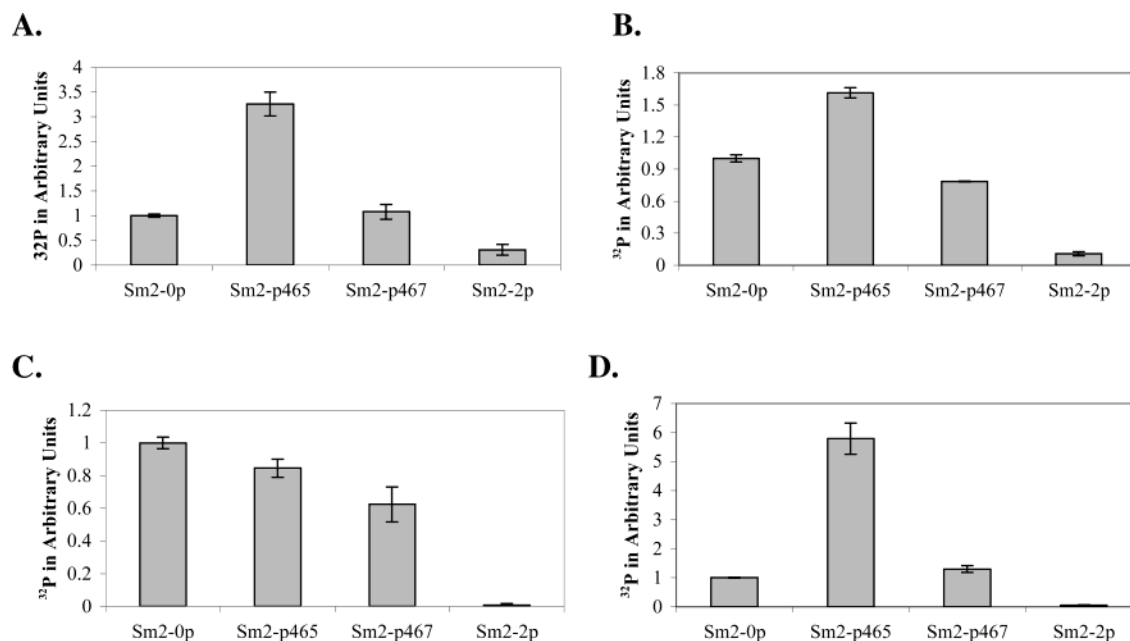 A.
32P in Arbitrary Units
4
3.5
3
2.5
2
1.5
1
0.5
0
Sm2-0p Sm2-p465 Sm2-p467 Sm2-2p
B.
³²P in Arbitrary Units
1.8
1.5
1.2
0.9
0.6
0.3
0
Sm2-0p Sm2-p465 Sm2-p467 Sm2-2p
C.
³²P in Arbitrary Units
1.2
1
0.8
0.6
0.4
0.2
0
Sm2-0p Sm2-p465 Sm2-p467 Sm2-2p
D.
³²P in Arbitrary Units
7
6
5
4
3
2
1
0
Sm2-0p Sm2-p465 Sm2-p467 Sm2-2p